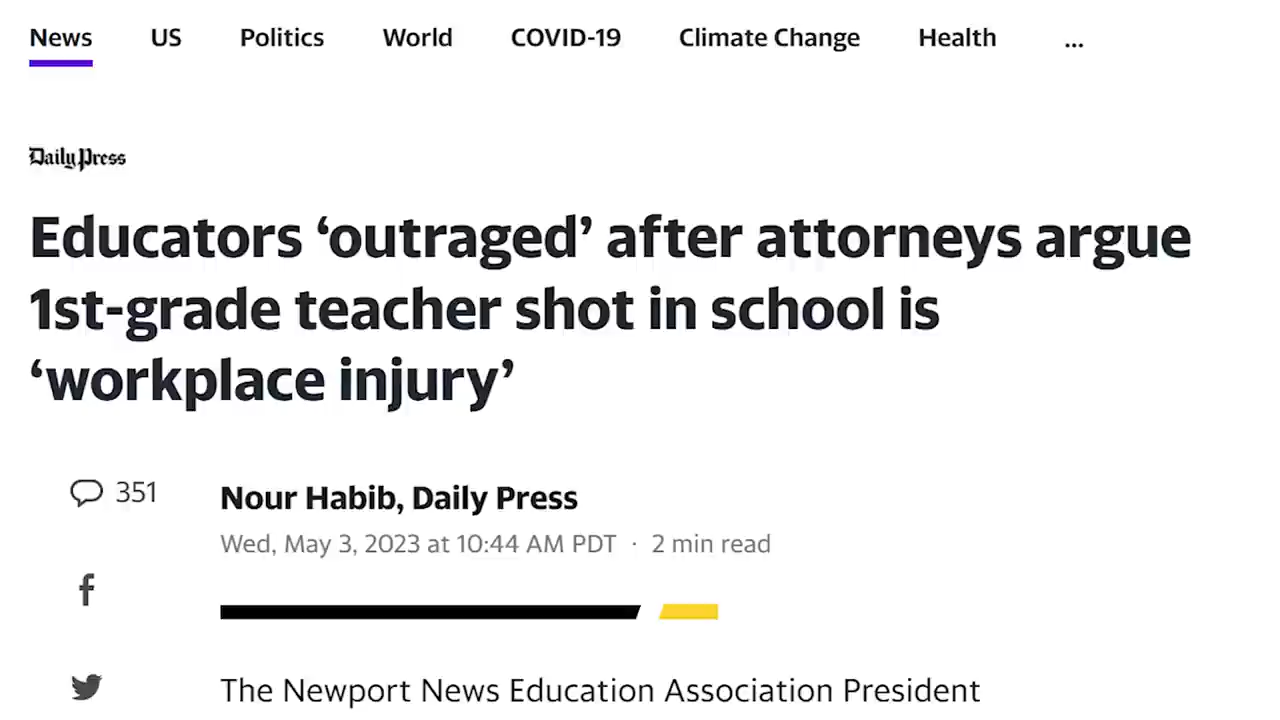 News US Politics World COVID-19 Climate Change Health ...
Daily Press
Educators ‘outraged’ after attorneys argue
1st-grade teacher shot in school is
‘workplace injury’
351
Nour Habib, Daily Press
Wed, May 3, 2023 at 10:44 AM PDT · 2 min read
The Newport News Education Association President